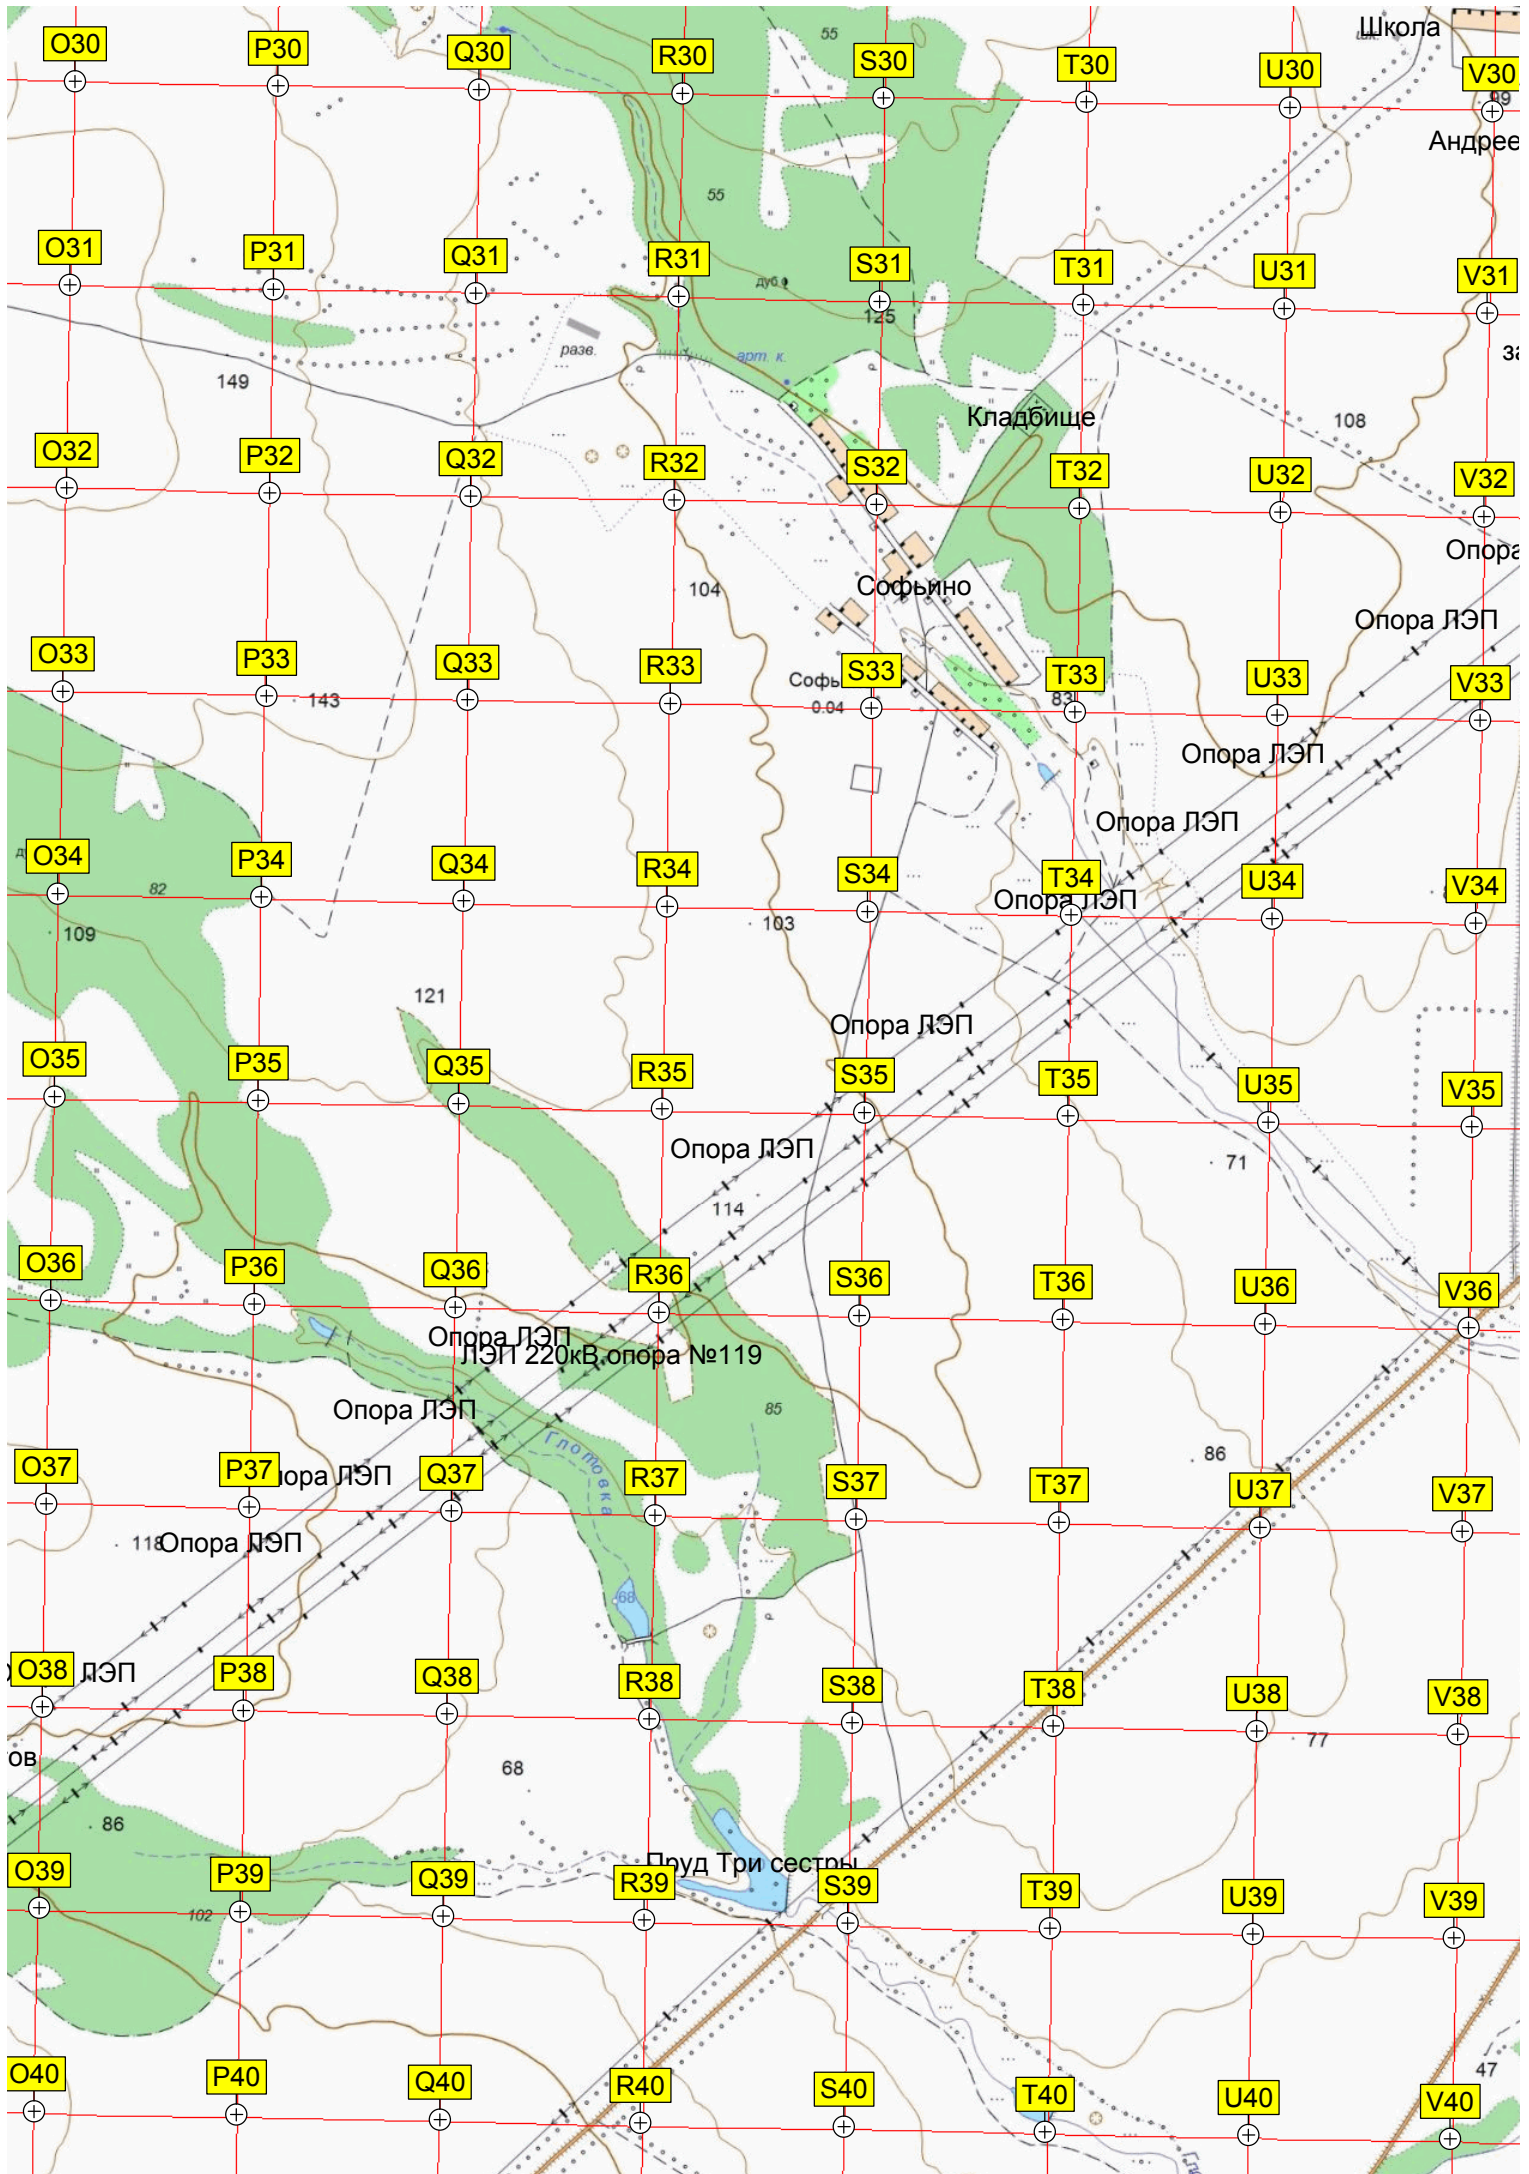 Школа
O30 P30 Q30 R30 S30 T30 U30 V30
55
99
Андрее
55
O31 P31 Q31 R31 S31 T31 U31 V31
дуб
125
разв.
арт. к.
149
Кладбище
108
O32 P32 Q32 R32 S32 T32 U32 V32
Опора
104
Софьино
Опора ЛЭП
O33 P33 Q33 R33 S33 T33 U33 V33
143
Софь
0.04
83
Опора ЛЭП
Опора ЛЭП
O34 P34 Q34 R34 S34 T34 U34 V34
82
Опора ЛЭП
109
103
121
Опора ЛЭП
O35 P35 Q35 R35 S35 T35 U35 V35
Опора ЛЭП
71
114
O36 P36 Q36 R36 S36 T36 U36 V36
Опора ЛЭП
ЛЭП 220кВ,опора №119
Опора ЛЭП
85
Глотовка
86
O37 P37 Q37 R37 S37 T37 U37 V37
ора ЛЭП
118
Опора ЛЭП
68
O38 P38 Q38 R38 S38 T38 U38 V38
ЛЭП
77
ов
68
86
Пруд Три сестры
O39 P39 Q39 R39 S39 T39 U39 V39
102
47
O40 P40 Q40 R40 S40 T40 U40 V40